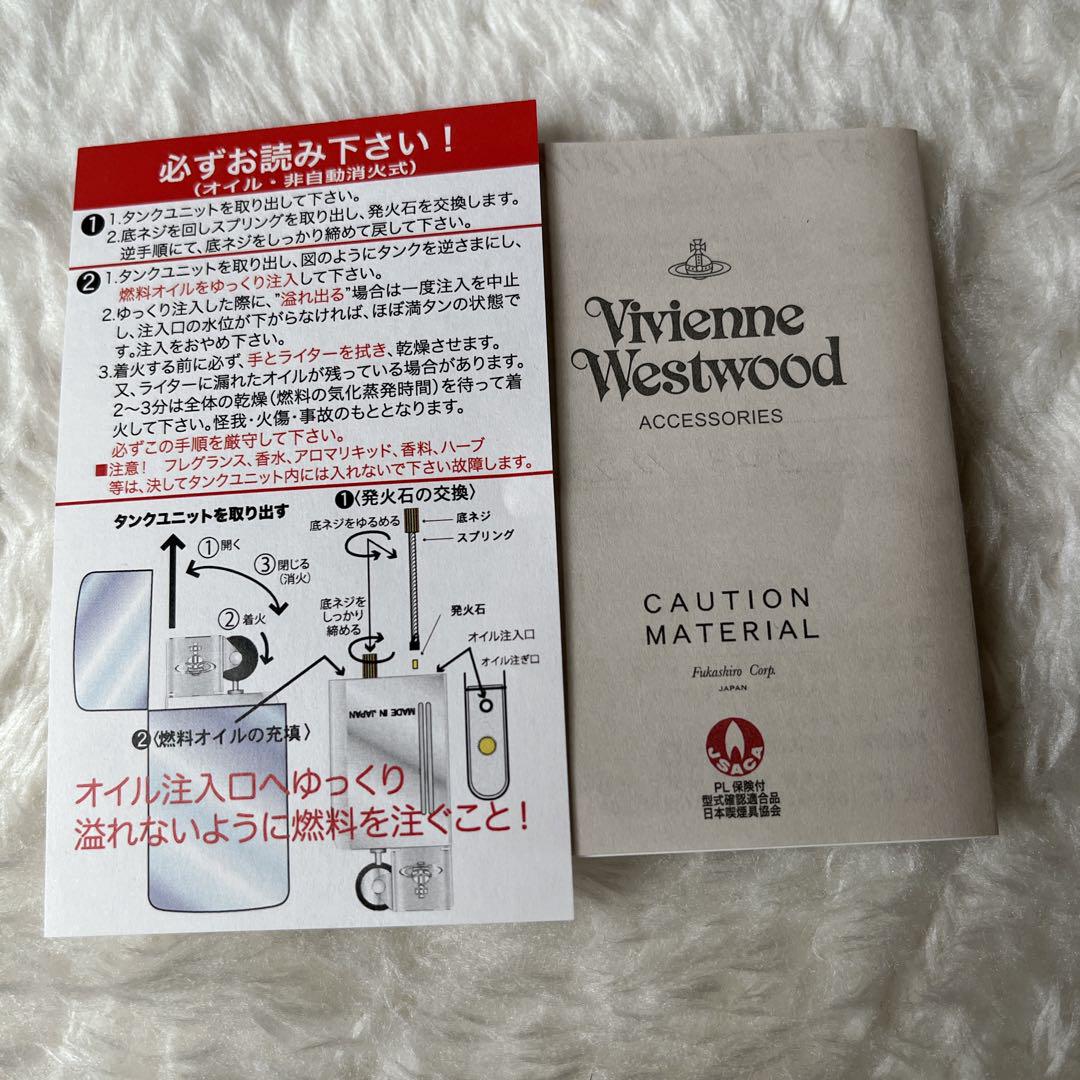 必ずお読み下さい！
(オイル・非自動消火式)
❶ 1.タンクユニットを取り出して下さい。
2.底ネジを回しスプリングを取り出し、発火石を交換します。
逆手順にて、底ネジをしっかり締めて戻して下さい。
❷ 1.タンクユニットを取り出し、図のようにタンクを逆さまにし、
燃料オイルをゆっくり注入して下さい。
2.ゆっくり注入した際に、"溢れ出る"場合は一度注入を中止
し、注入口の水位が下がらなければ、ほぼ満タンの状態で
す。注入をおやめ下さい。
3.着火する前に必ず、手とライターを拭き、乾燥させます。
又、ライターに漏れたオイルが残っている場合があります。
2〜3分は全体の乾燥(燃料の気化蒸発時間)を待って着
火して下さい。怪我・火傷・事故のもととなります。
必ずこの手順を厳守して下さい。
■注意！ フレグランス、香水、アロマリキッド、香料、ハーブ
等は、決してタンクユニット内には入れないで下さい故障します。
❶〈発火石の交換〉
タンクユニットを取り出す
①開く
③閉じる
(消火)
②着火
底ネジをゆるめる
底ネジ
スプリング
底ネジを
しっかり
締める
発火石
オイル注入口
オイル注ぎ口
MADE IN JAPAN
❷〈燃料オイルの充填〉
オイル注入口へゆっくり
溢れないように燃料を注ぐこと！
Vivienne
Westwood
ACCESSORIES
CAUTION
MATERIAL
Fukashiro Corp.
JAPAN
JSACA
PL保険付
型式確認適合品
日本喫煙具協会